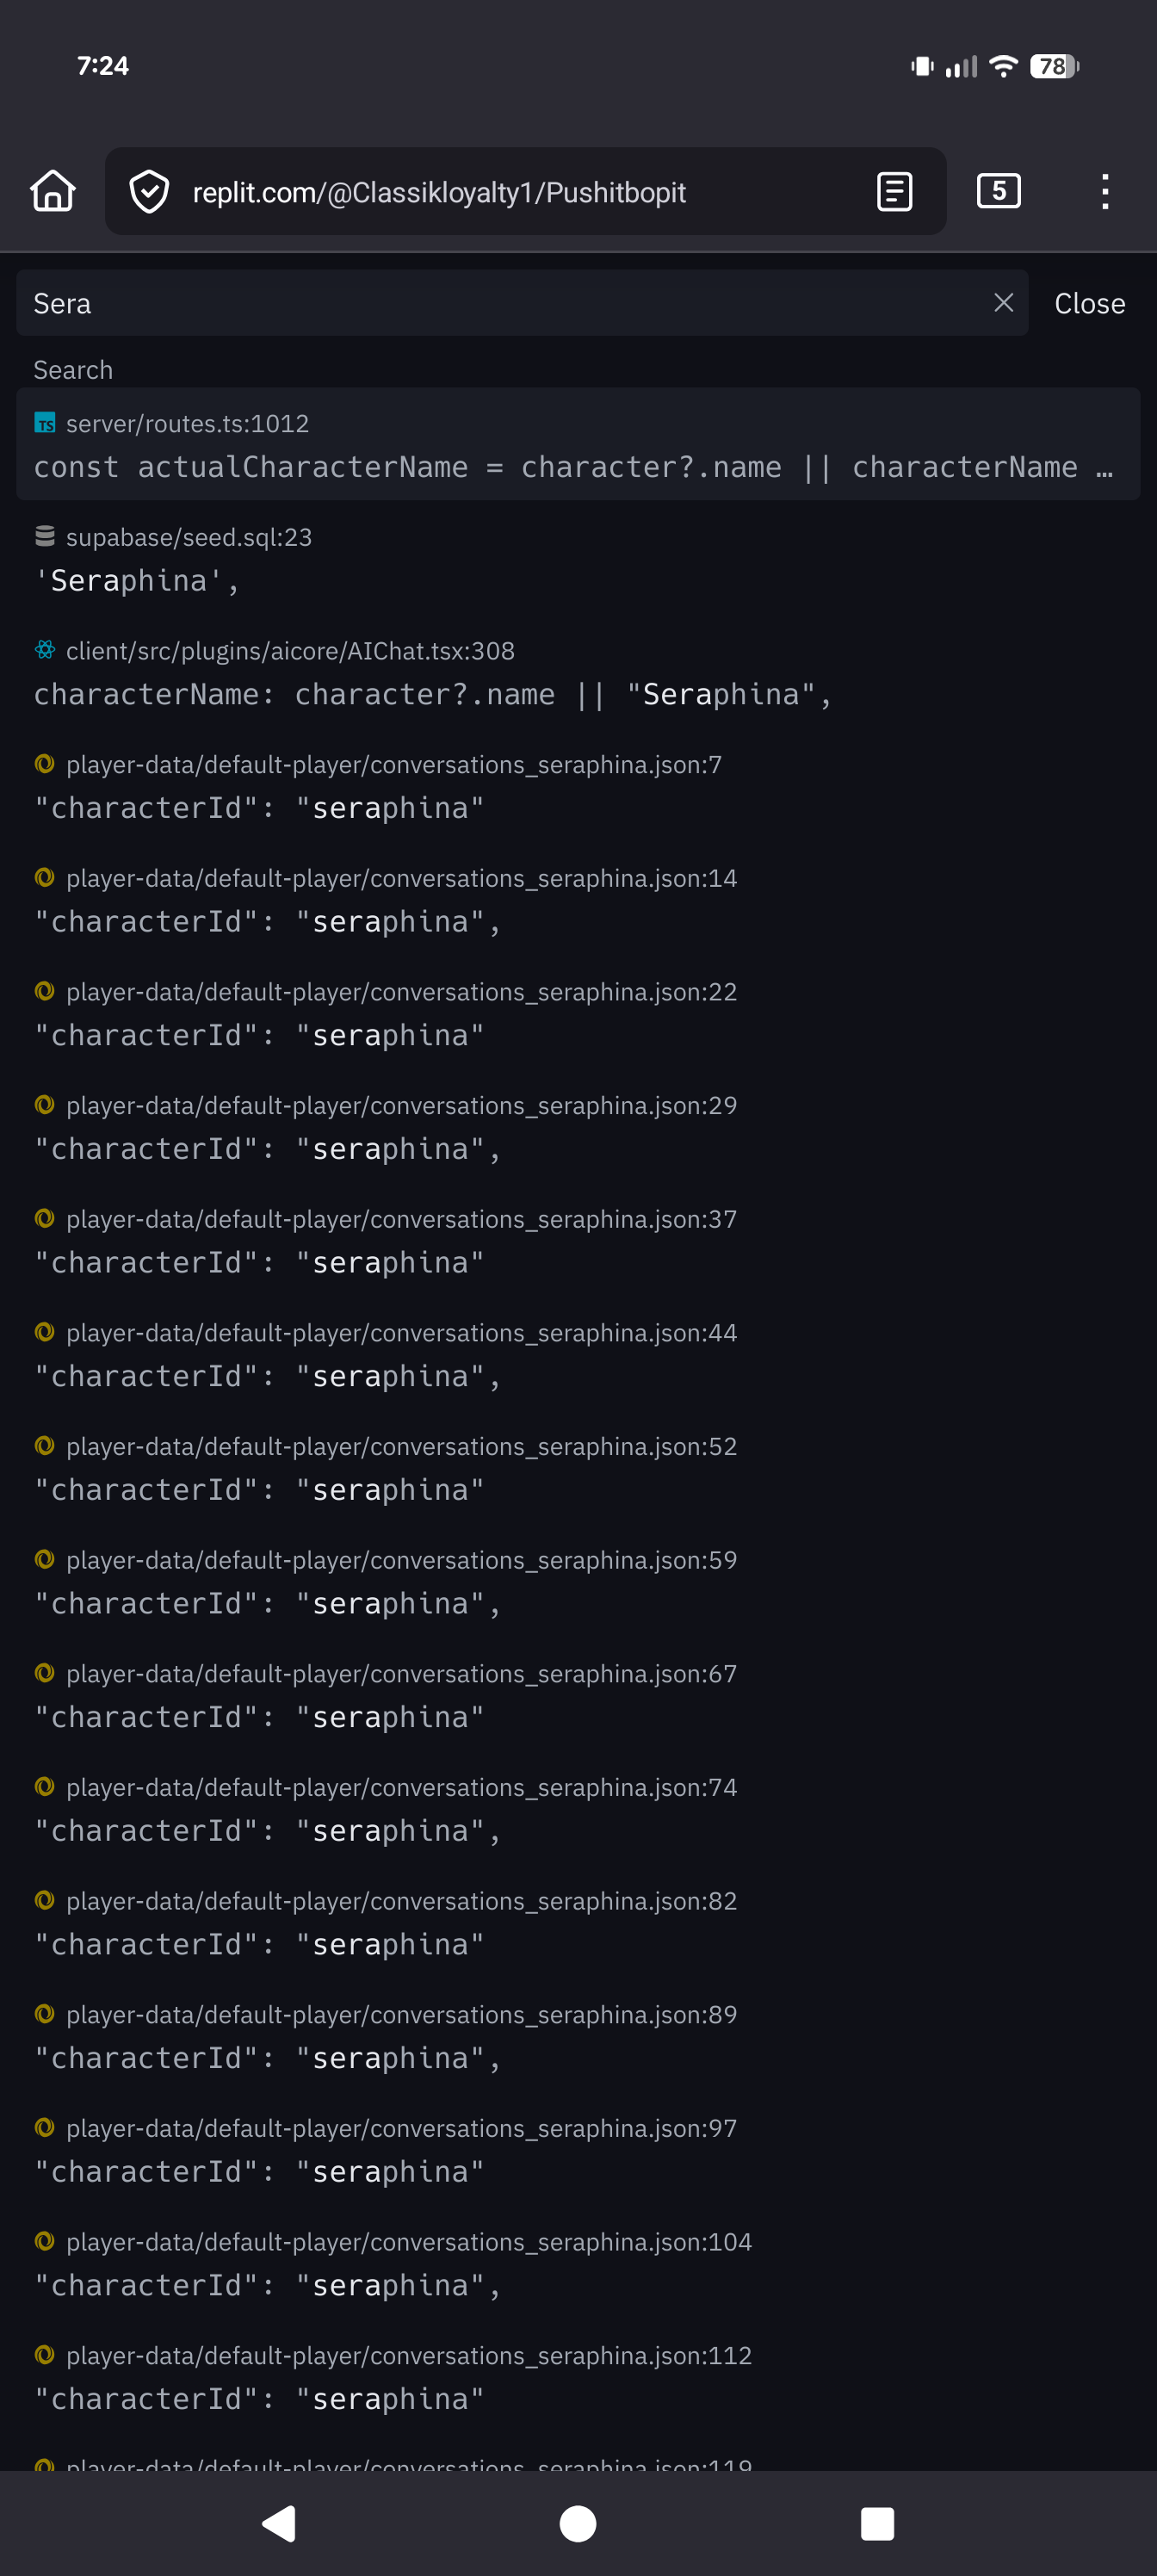 7:24
78
replit.com/@Classikloyalty1/Pushitbopit
5
Sera
Close
Search
TS server/routes.ts:1012
const actualCharacterName = character?.name || characterName …
supabase/seed.sql:23
'Seraphina',
client/src/plugins/aicore/AIChat.tsx:308
characterName: character?.name || "Seraphina",
player-data/default-player/conversations_seraphina.json:7
"characterId": "seraphina"
player-data/default-player/conversations_seraphina.json:14
"characterId": "seraphina",
player-data/default-player/conversations_seraphina.json:22
"characterId": "seraphina"
player-data/default-player/conversations_seraphina.json:29
"characterId": "seraphina",
player-data/default-player/conversations_seraphina.json:37
"characterId": "seraphina"
player-data/default-player/conversations_seraphina.json:44
"characterId": "seraphina",
player-data/default-player/conversations_seraphina.json:52
"characterId": "seraphina"
player-data/default-player/conversations_seraphina.json:59
"characterId": "seraphina",
player-data/default-player/conversations_seraphina.json:67
"characterId": "seraphina"
player-data/default-player/conversations_seraphina.json:74
"characterId": "seraphina",
player-data/default-player/conversations_seraphina.json:82
"characterId": "seraphina"
player-data/default-player/conversations_seraphina.json:89
"characterId": "seraphina",
player-data/default-player/conversations_seraphina.json:97
"characterId": "seraphina"
player-data/default-player/conversations_seraphina.json:104
"characterId": "seraphina",
player-data/default-player/conversations_seraphina.json:112
"characterId": "seraphina"
player-data/default-player/conversations_seraphina.json:119